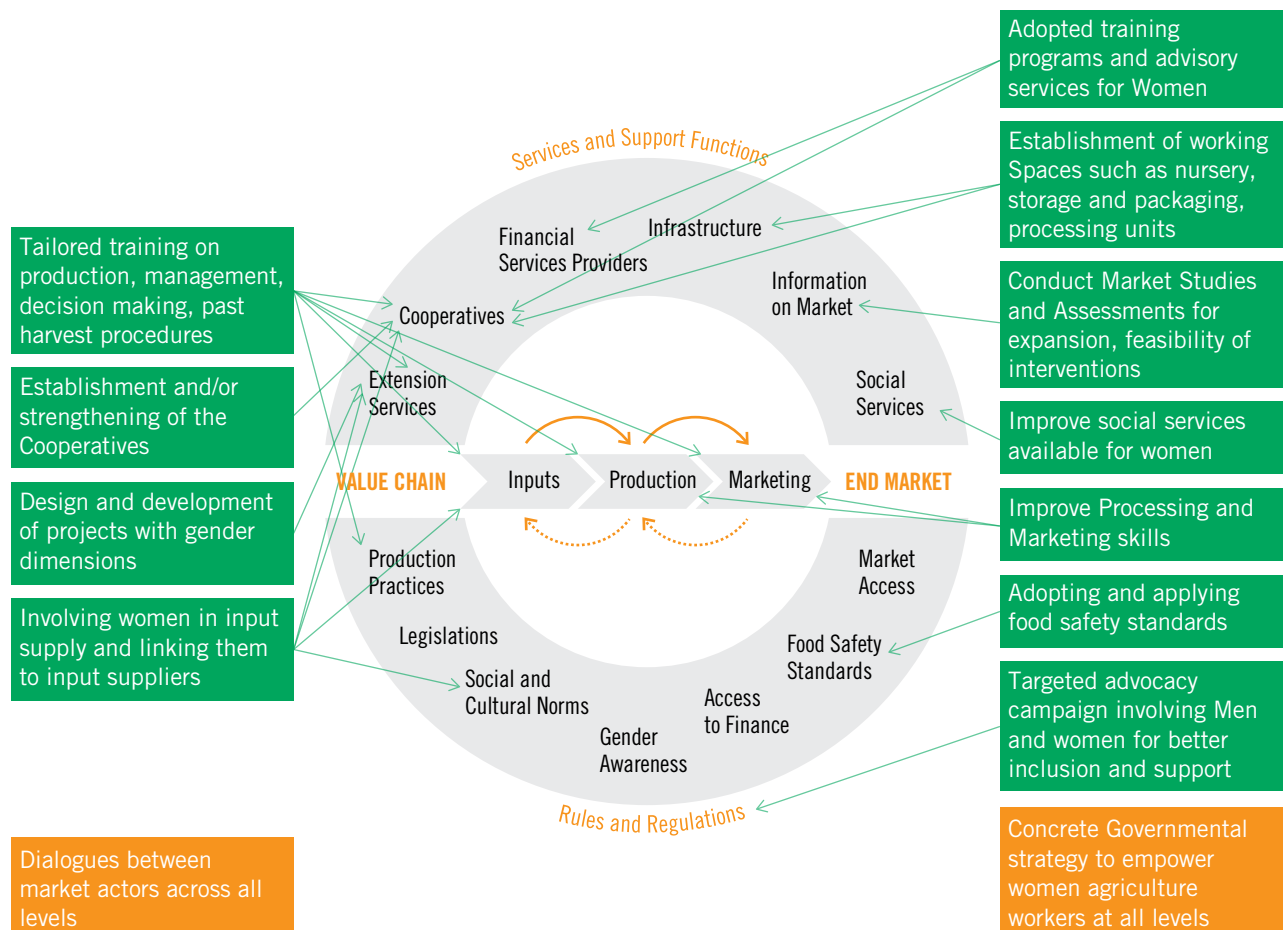 Adopted training
programs and advisory
services for Women
Services and Support Functions
Establishment of working
Spaces such as nursery,
storage and packaging,
processing units
Infrastructure
Financial
Services Providers
Tailored training on
production, management,
decision making, past
harvest procedures
Information
on Market
Conduct Market Studies
and Assessments for
expansion, feasibility of
interventions
Cooperatives
Establishment and/or
strengthening of the
Cooperatives
Extension
Services
Social
Services
Improve social services
available for women
VALUE CHAIN
Inputs
Production
Marketing
END MARKET
Design and development
of projects with gender
dimensions
Improve Processing and
Marketing skills
Production
Practices
Market
Access
Adopting and applying
food safety standards
Involving women in input
supply and linking them
to input suppliers
Legislations
Food Safety
Standards
Social and
Cultural Norms
Access
to Finance
Gender
Awareness
Targeted advocacy
campaign involving Men
and women for better
inclusion and support
Rules and Regulations
Dialogues between
market actors across all
levels
Concrete Governmental
strategy to empower
women agriculture
workers at all levels